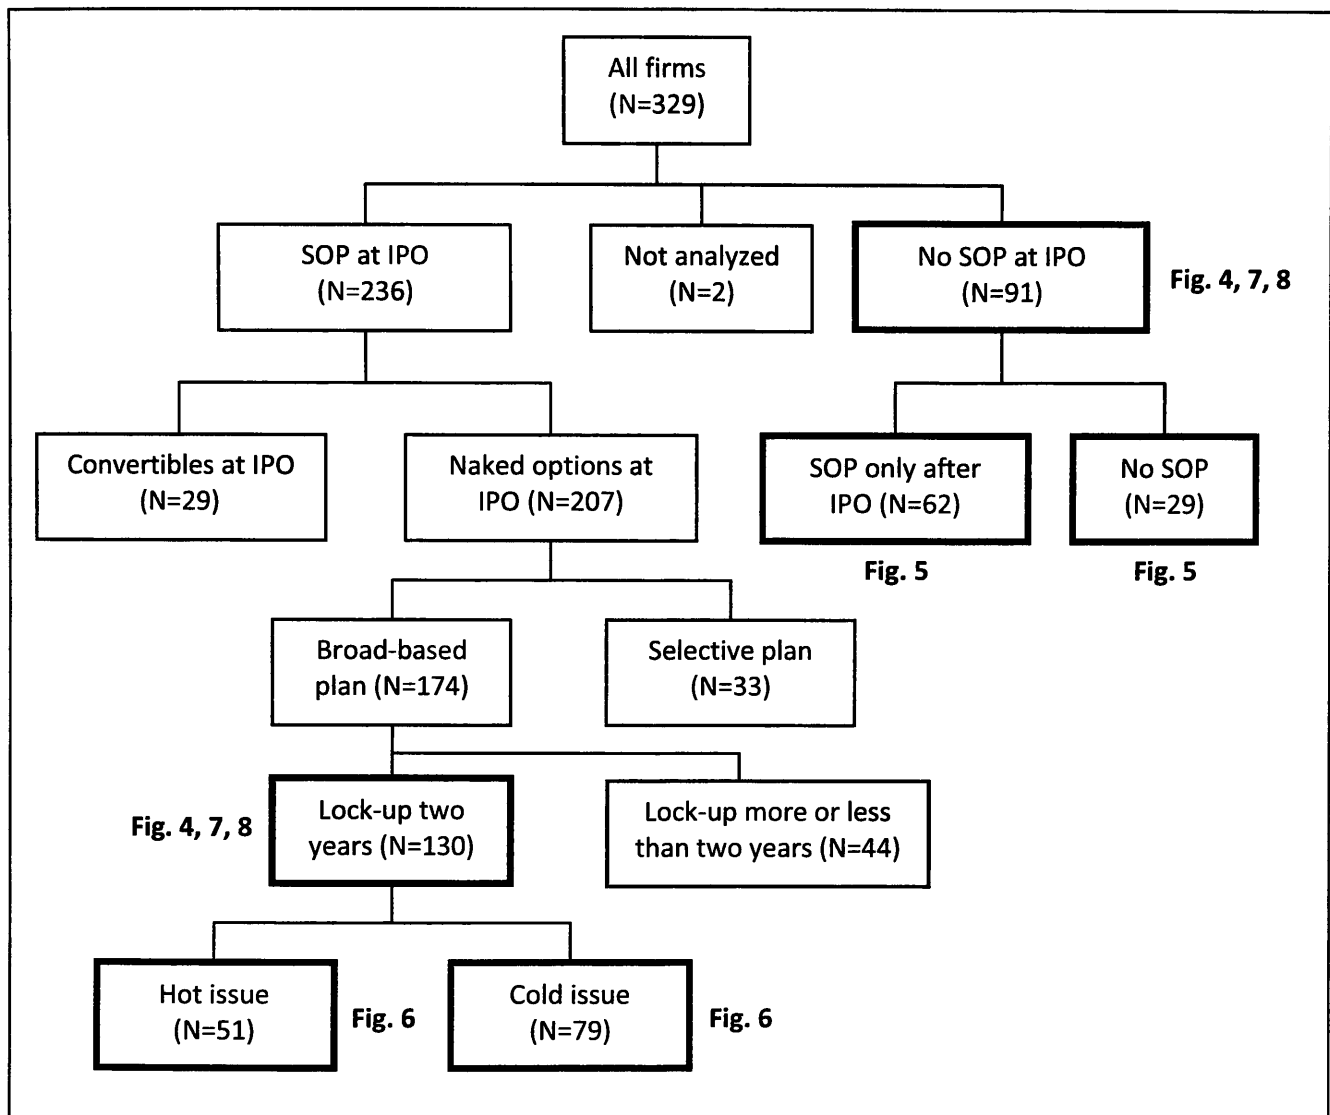 All firms
(N=329)
SOP at IPO
(N=236)
Not analyzed
(N=2)
No SOP at IPO
(N=91)
Fig. 4, 7, 8
Convertibles at IPO
(N=29)
Naked options at
IPO (N=207)
SOP only after
IPO (N=62)
No SOP
(N=29)
Fig. 5
Fig. 5
Broad-based
plan (N=174)
Selective plan
(N=33)
Fig. 4, 7, 8
Lock-up two
years (N=130)
Lock-up more or less
than two years (N=44)
Hot issue
(N=51)
Fig. 6
Cold issue
(N=79)
Fig. 6